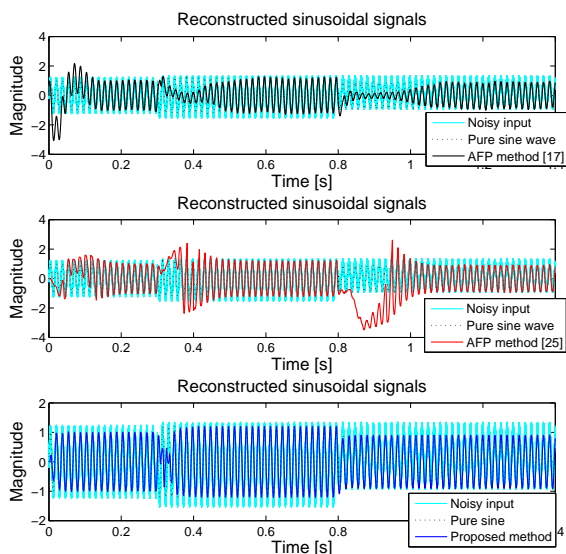 Reconstructed sinusoidal signals
4
2
0
−2
−4
Magnitude
0 0.2 0.4 0.6 0.8
Time [s]
Noisy input
Pure sine wave
AFP method [17]
Reconstructed sinusoidal signals
4
2
0
−2
−4
Magnitude
0 0.2 0.4 0.6 0.8
Time [s]
Noisy input
Pure sine wave
AFP method [25]
Reconstructed sinusoidal signals
2
1
0
−1
−2
Magnitude
0 0.2 0.4 0.6 0.8 4
Time [s]
Noisy input
Pure sine
Proposed method